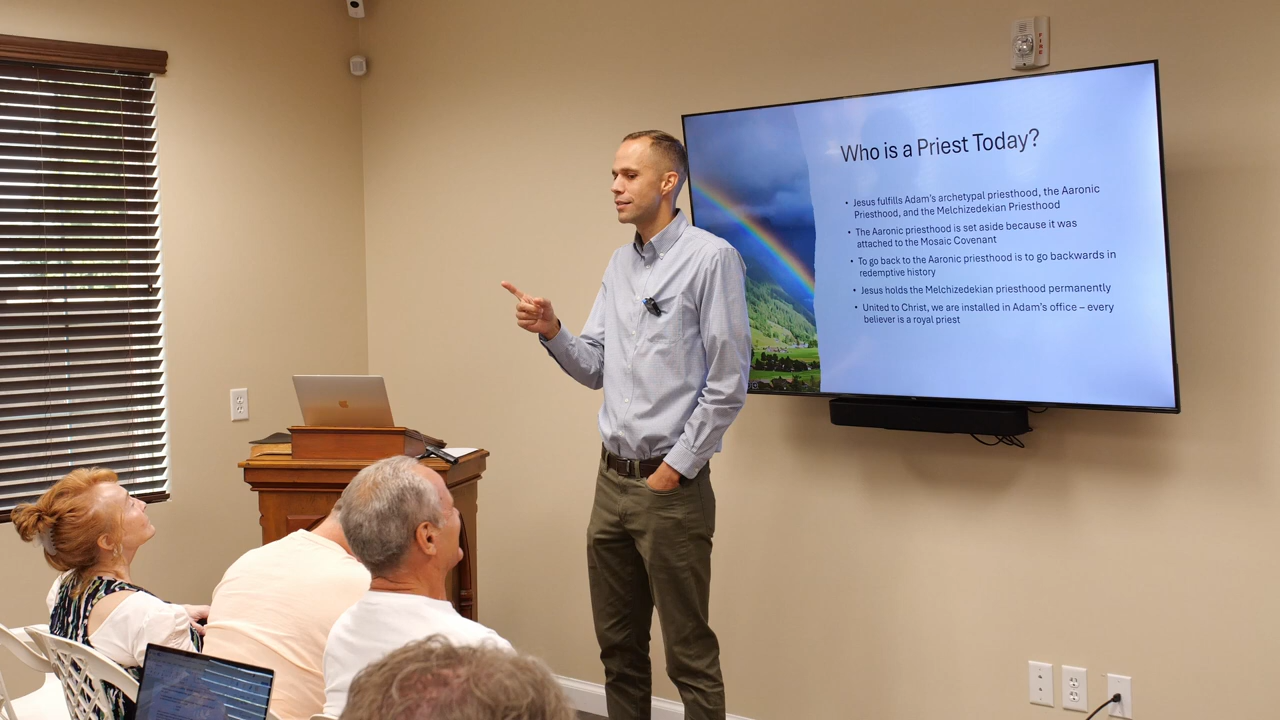 FIRE
Who is a Priest Today?
• Jesus fulfills Adam's archetypal priesthood, the Aaronic
Priesthood, and the Melchizedekian Priesthood
• The Aaronic priesthood is set aside because it was
attached to the Mosaic Covenant
• To go back to the Aaronic priesthood is to go backwards in
redemptive history
• Jesus holds the Melchizedekian priesthood permanently
• United to Christ, we are installed in Adam's office – every
believer is a royal priest